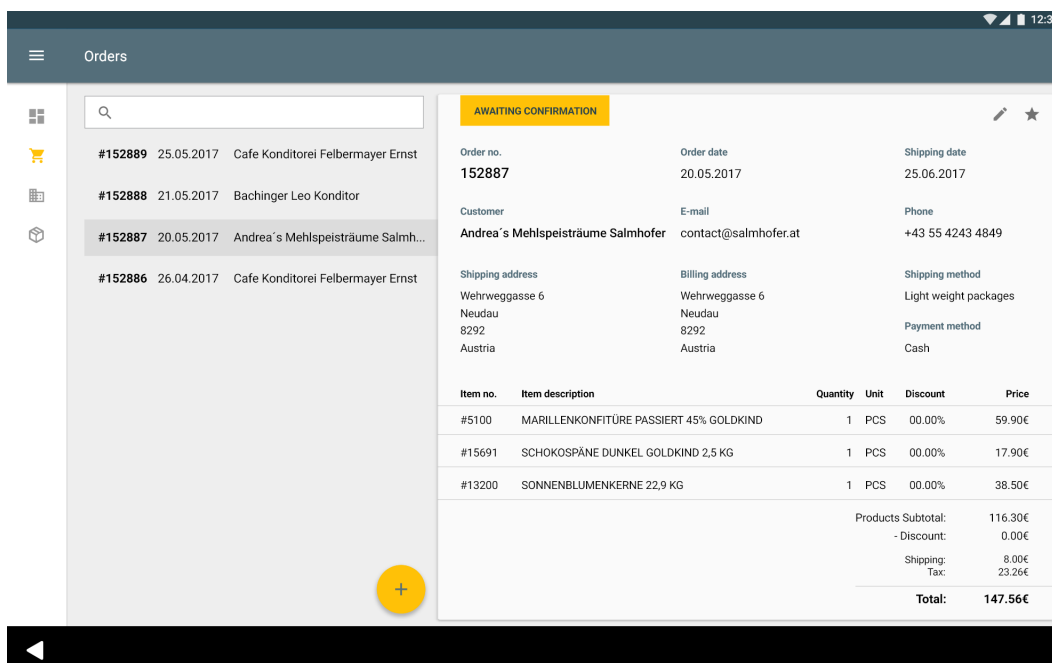 12:3
Orders
#152889 25.05.2017 Cafe Konditorei Felbermayer Ernst
#152888 21.05.2017 Bachinger Leo Konditor
#152887 20.05.2017 Andrea´s Mehlspeisträume Salmh...
#152886 26.04.2017 Cafe Konditorei Felbermayer Ernst
AWAITING CONFIRMATION
Order no. Order date Shipping date
152887 20.05.2017 25.06.2017
Customer E-mail Phone
Andrea´s Mehlspeisträume Salmhofer contact@salmhofer.at +43 55 4243 4849
Shipping address Billing address Shipping method
Wehrweggasse 6 Wehrweggasse 6 Light weight packages
Neudau Neudau
8292 8292 Payment method
Austria Austria Cash
Item no. Item description Quantity Unit Discount Price
#5100 MARILLENKONFITÜRE PASSIERT 45% GOLDKIND 1 PCS 00.00% 59.90€
#15691 SCHOKOSPÄNE DUNKEL GOLDKIND 2,5 KG 1 PCS 00.00% 17.90€
#13200 SONNENBLUMENKERNE 22,9 KG 1 PCS 00.00% 38.50€
Products Subtotal: 116.30€
- Discount: 0.00€
Shipping: 8.00€
Tax: 23.26€
Total: 147.56€